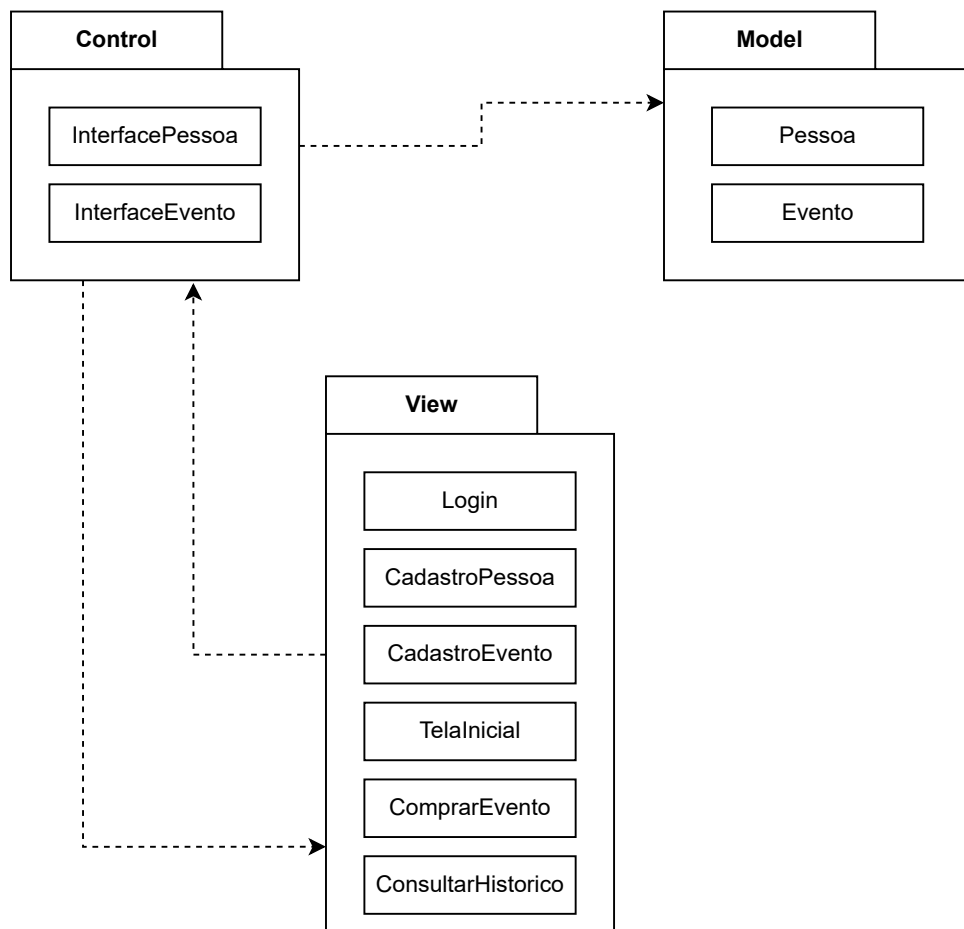 Control
InterfacePessoa
InterfaceEvento
Model
Pessoa
Evento
View
Login
CadastroPessoa
CadastroEvento
TelaInicial
ComprarEvento
ConsultarHistorico